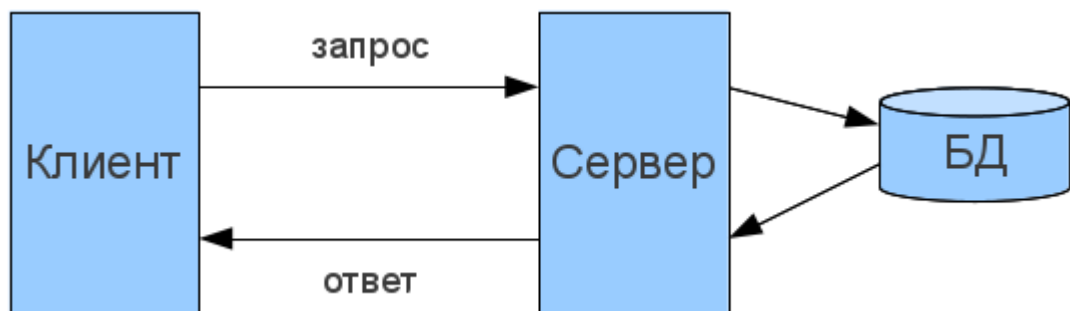 запрос
Клиент
Сервер
БД
ответ